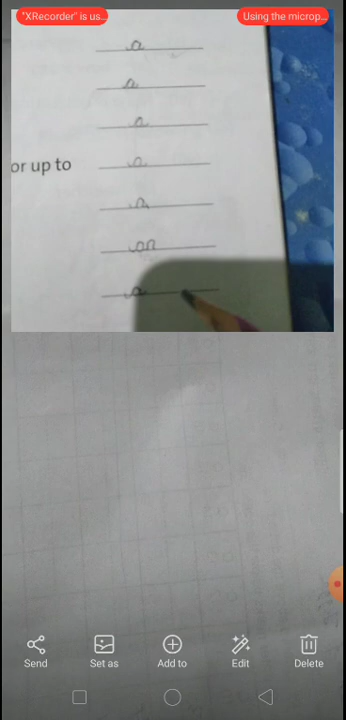 "XRecorder" is us...
Using the microp...
a
a
a
or up to
a
a
an
a
Send
Set as
Add to
Edit
Delete